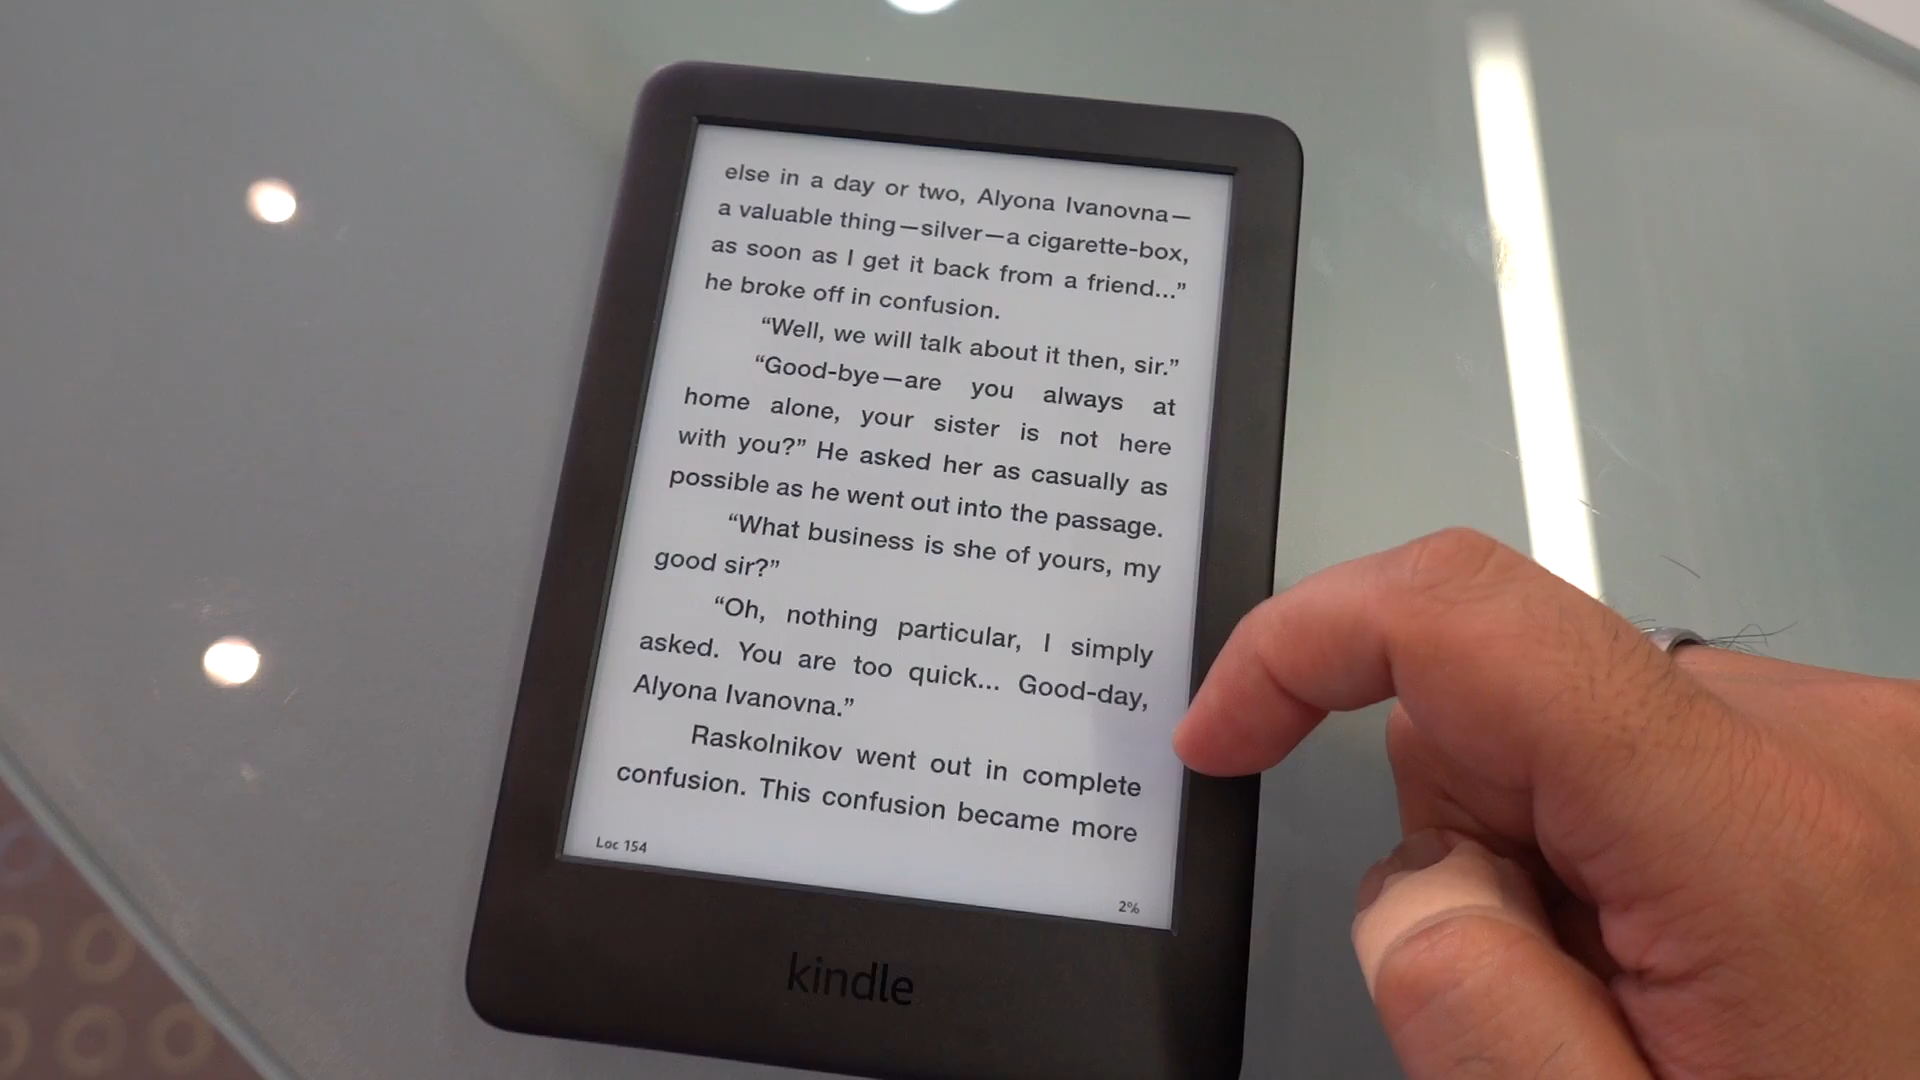 else in a day or two, Alyona Ivanovna—
a valuable thing—silver—a cigarette-box,
as soon as I get it back from a friend...”
he broke off in confusion.
“Well, we will talk about it then, sir.”
“Good-bye—are you always at
home alone, your sister is not here
with you?” He asked her as casually as
possible as he went out into the passage.
“What business is she of yours, my
good sir?”
“Oh, nothing particular, I simply
asked. You are too quick... Good-day,
Alyona Ivanovna.”
Raskolnikov went out in complete
confusion. This confusion became more
Loc 154
2%
kindle